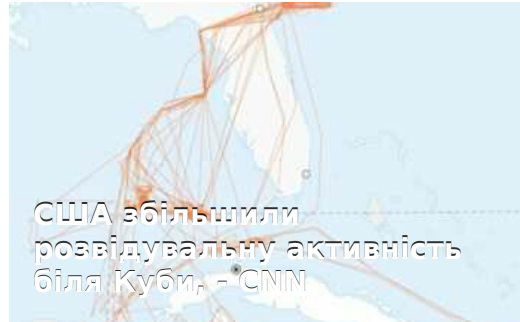 США збільшили
розвідувальну активність
біля Куби, - CNN